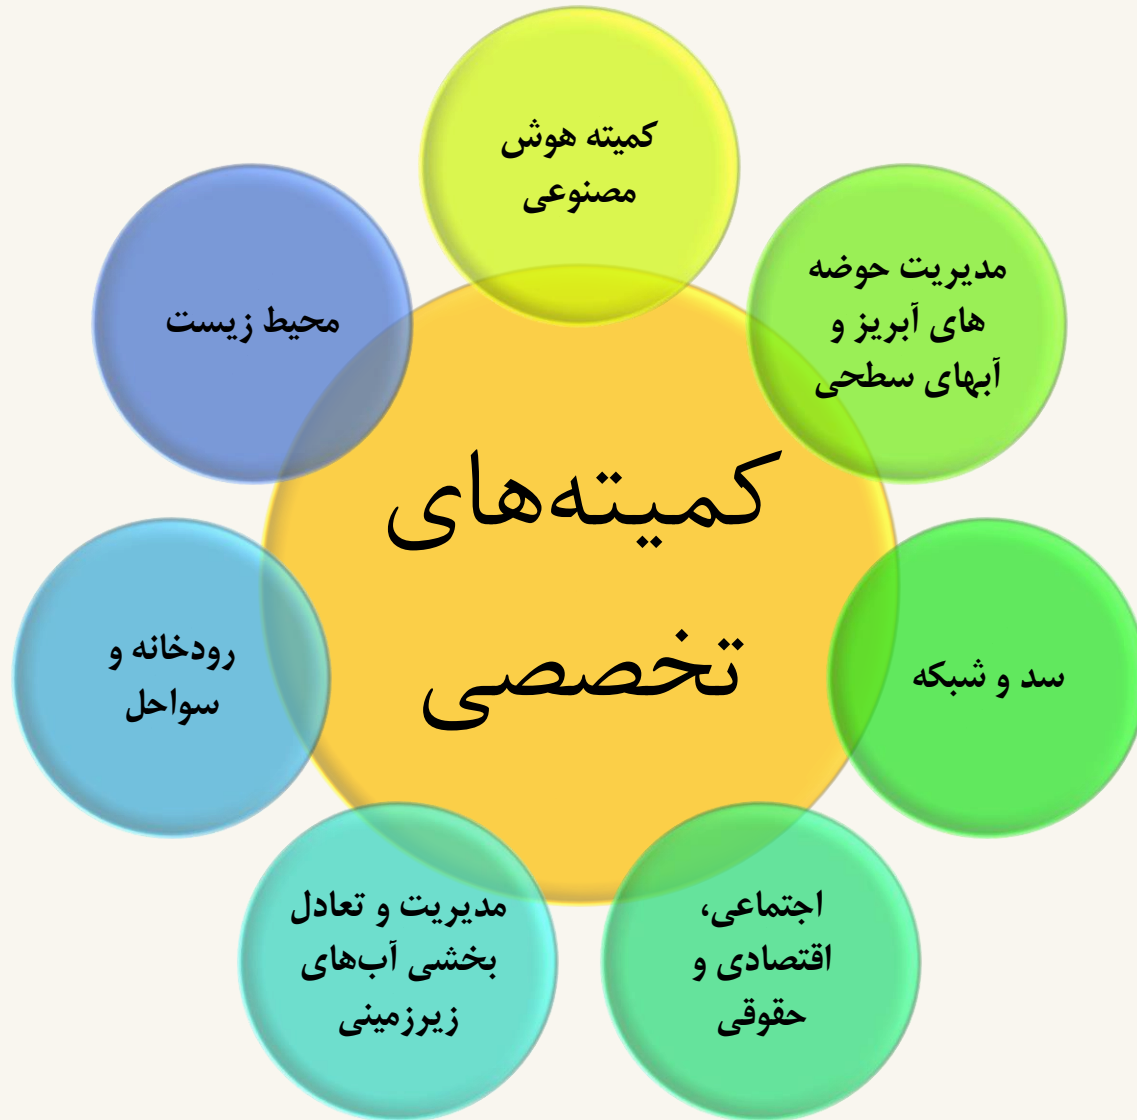 کمیته هوش
مصنوعی
مدیریت حوضه
های آبریز و
آبهای سطحی
سد و شبکه
اجتماعی،
اقتصادی و
حقوقی
مدیریت و تعادل
بخشی آب‌های
زیرزمینی
رودخانه و
سواحل
محیط زیست
کمیته‌های
تخصصی